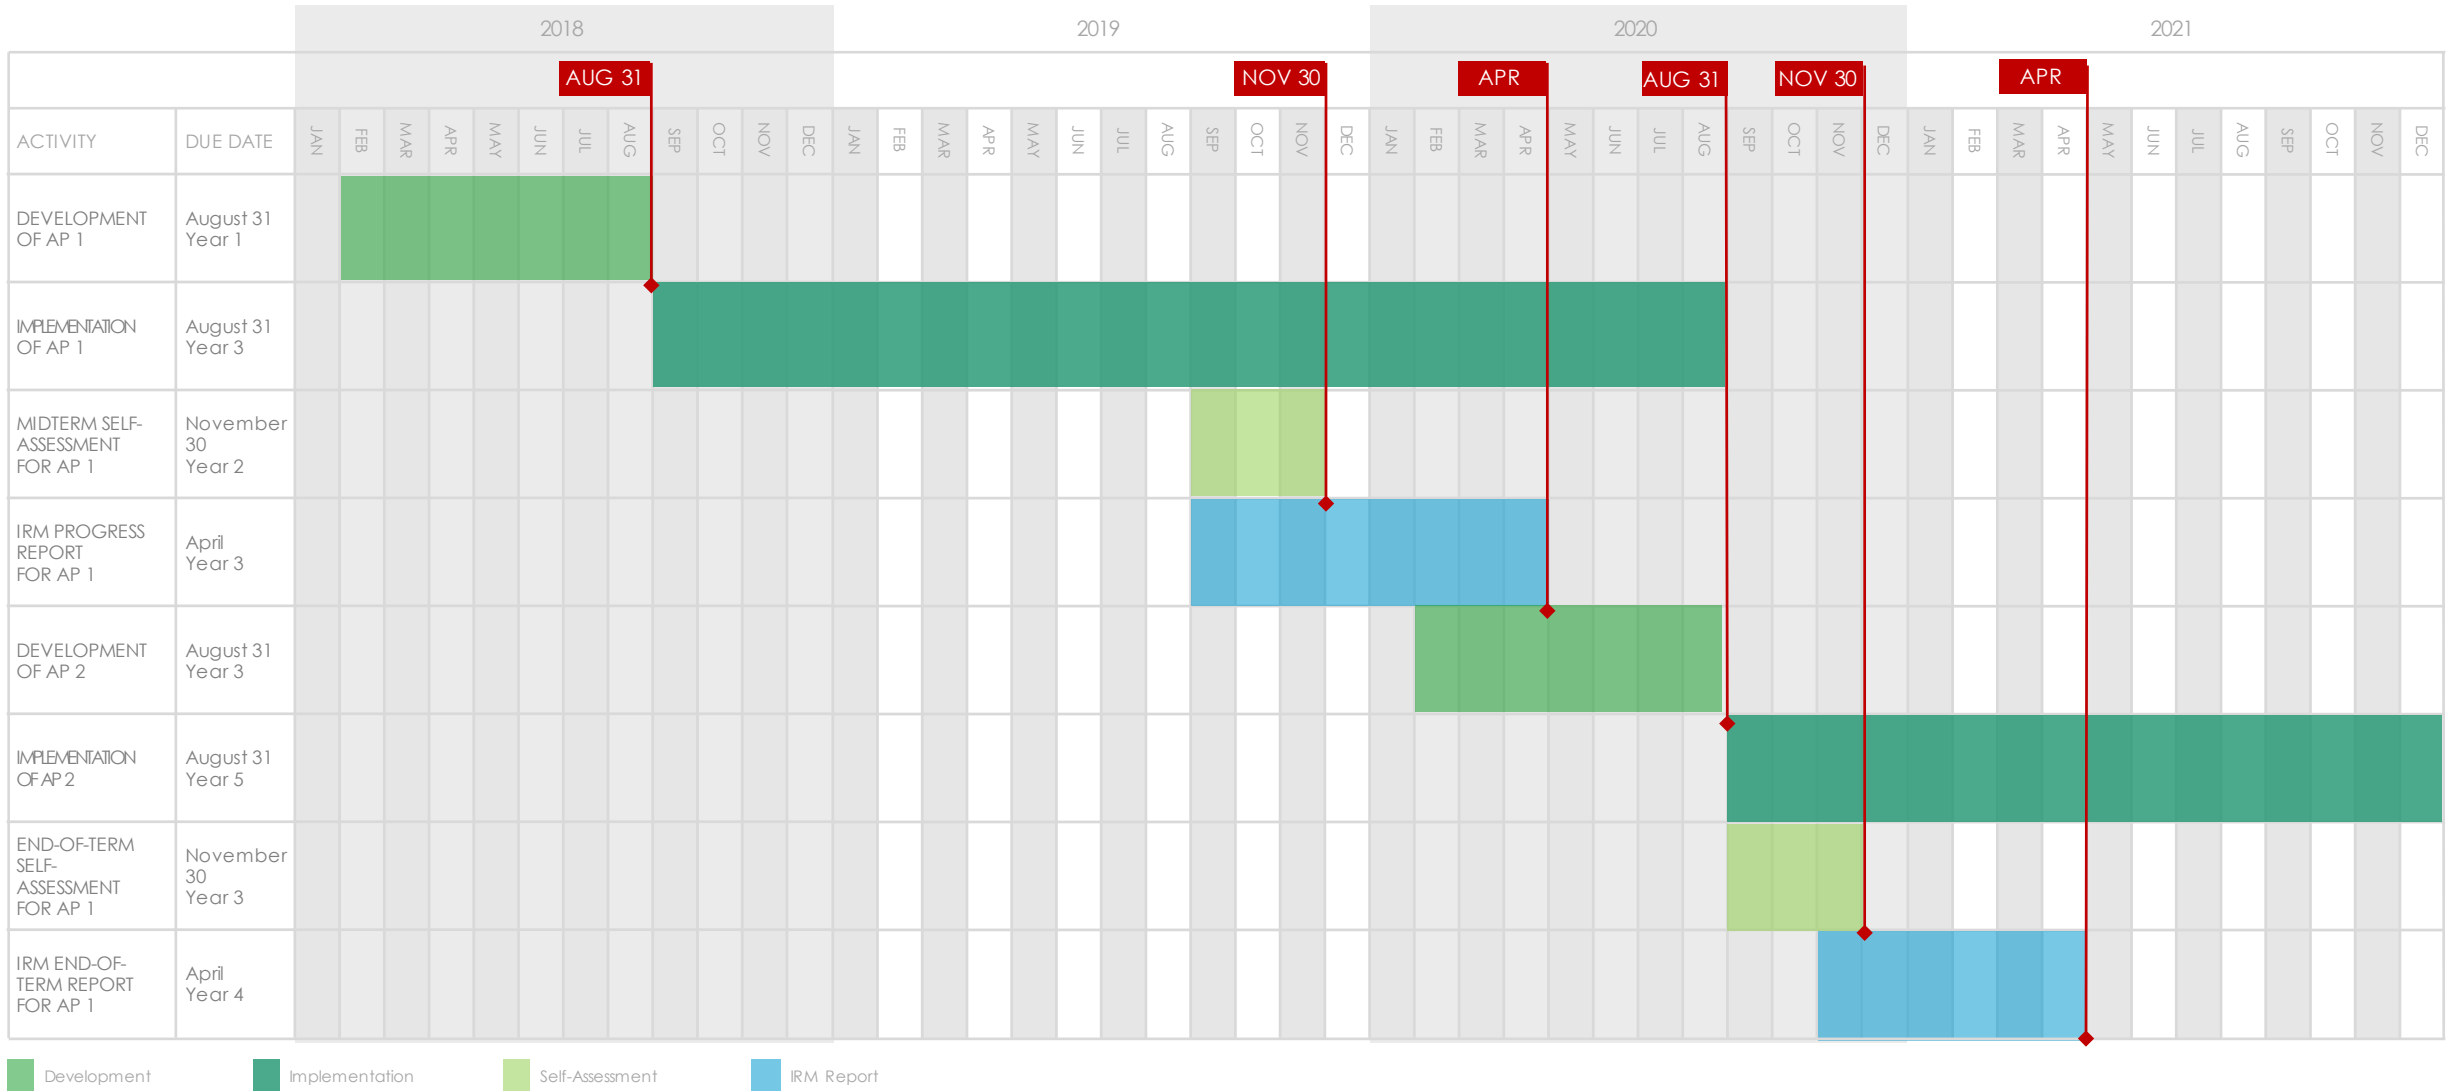 2018 2019 2020 2021
AUG 31 NOV 30 APR AUG 31 NOV 30 APR
ACTIVITY DUE DATE JAN FEB MAR APR MAY JUN JUL AUG SEP OCT NOV DEC JAN FEB MAR APR MAY JUN JUL AUG SEP OCT NOV DEC JAN FEB MAR APR MAY JUN JUL AUG SEP OCT NOV DEC JAN FEB MAR APR MAY JUN JUL AUG SEP OCT NOV DEC
DEVELOPMENT
OF AP 1
August 31
Year 1
IMPLEMENTATION
OF AP 1
August 31
Year 3
MIDTERM SELF-
ASSESSMENT
FOR AP 1
November
30
Year 2
IRM PROGRESS
REPORT
FOR AP 1
April
Year 3
DEVELOPMENT
OF AP 2
August 31
Year 3
IMPLEMENTATION
OF AP 2
August 31
Year 5
END-OF-TERM
SELF-
ASSESSMENT
FOR AP 1
November
30
Year 3
IRM END-OF-
TERM REPORT
FOR AP 1
April
Year 4
Development Implementation Self-Assessment IRM Report